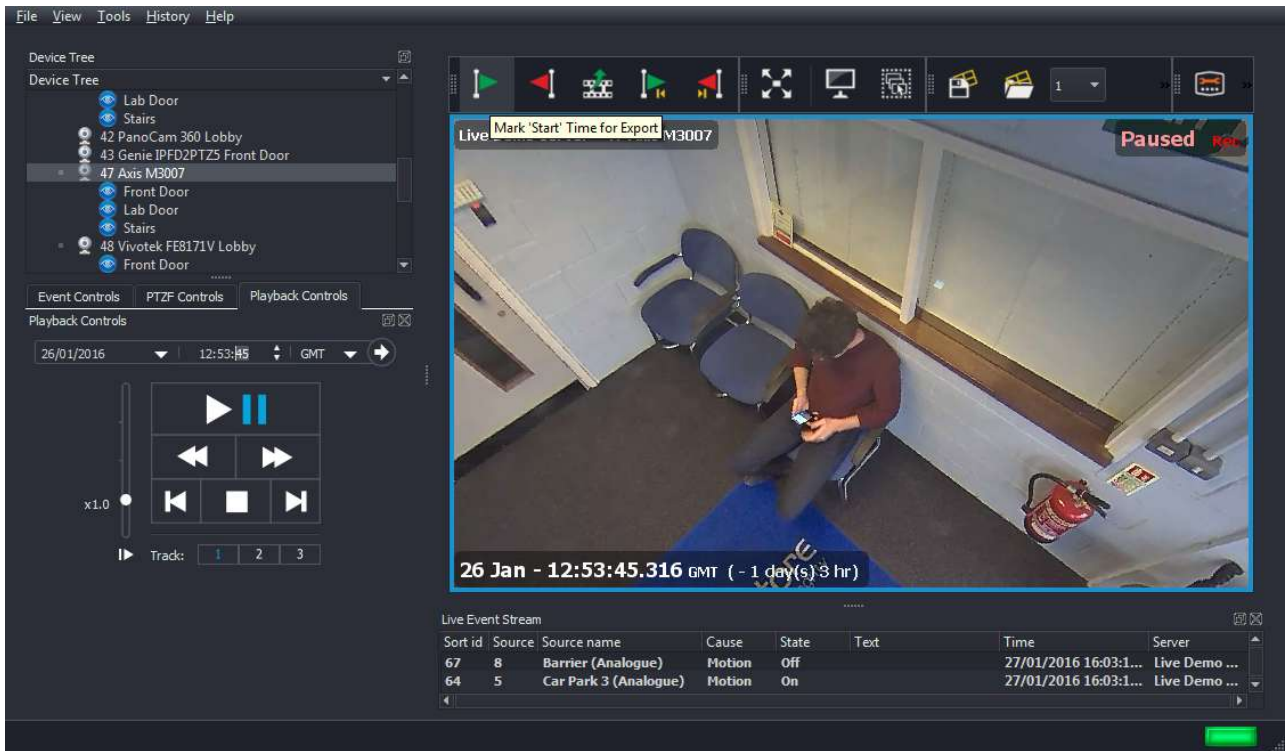 File View Tools History Help
Device Tree
Device Tree
Lab Door
Stairs
42 PanoCam 360 Lobby
43 Genie IPFD2PTZ5 Front Door
47 Axis M3007
Front Door
Lab Door
Stairs
48 Vivotek FE8171V Lobby
Front Door
Event Controls PTZF Controls Playback Controls
Playback Controls
26/01/2016 12:53:45 GMT
x1.0
Track: 1 2 3
1
Mark 'Start' Time for Export
Live M3007
Paused Rec
26 Jan - 12:53:45.316 GMT ( - 1 day(s) 3 hr)
Live Event Stream
Sort id Source Source name Cause State Text Time Server
67 8 Barrier (Analogue) Motion Off 27/01/2016 16:03:1... Live Demo ...
64 5 Car Park 3 (Analogue) Motion On 27/01/2016 16:03:1... Live Demo ...